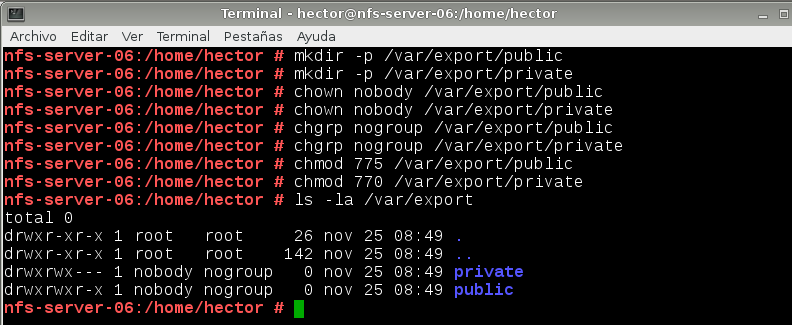 Terminal - hector@nfs-server-06:/home/hector
Archivo Editar Ver Terminal Pestañas Ayuda
nfs-server-06:/home/hector # mkdir -p /var/export/public
nfs-server-06:/home/hector # mkdir -p /var/export/private
nfs-server-06:/home/hector # chown nobody /var/export/public
nfs-server-06:/home/hector # chown nobody /var/export/private
nfs-server-06:/home/hector # chgrp nogroup /var/export/public
nfs-server-06:/home/hector # chgrp nogroup /var/export/private
nfs-server-06:/home/hector # chmod 775 /var/export/public
nfs-server-06:/home/hector # chmod 770 /var/export/private
nfs-server-06:/home/hector # ls -la /var/export
total 0
drwxr-xr-x 1 root   root     26 nov 25 08:49 .
drwxr-xr-x 1 root   root    142 nov 25 08:49 ..
drwxrwx--- 1 nobody nogroup   0 nov 25 08:49 private
drwxrwxr-x 1 nobody nogroup   0 nov 25 08:49 public
nfs-server-06:/home/hector #